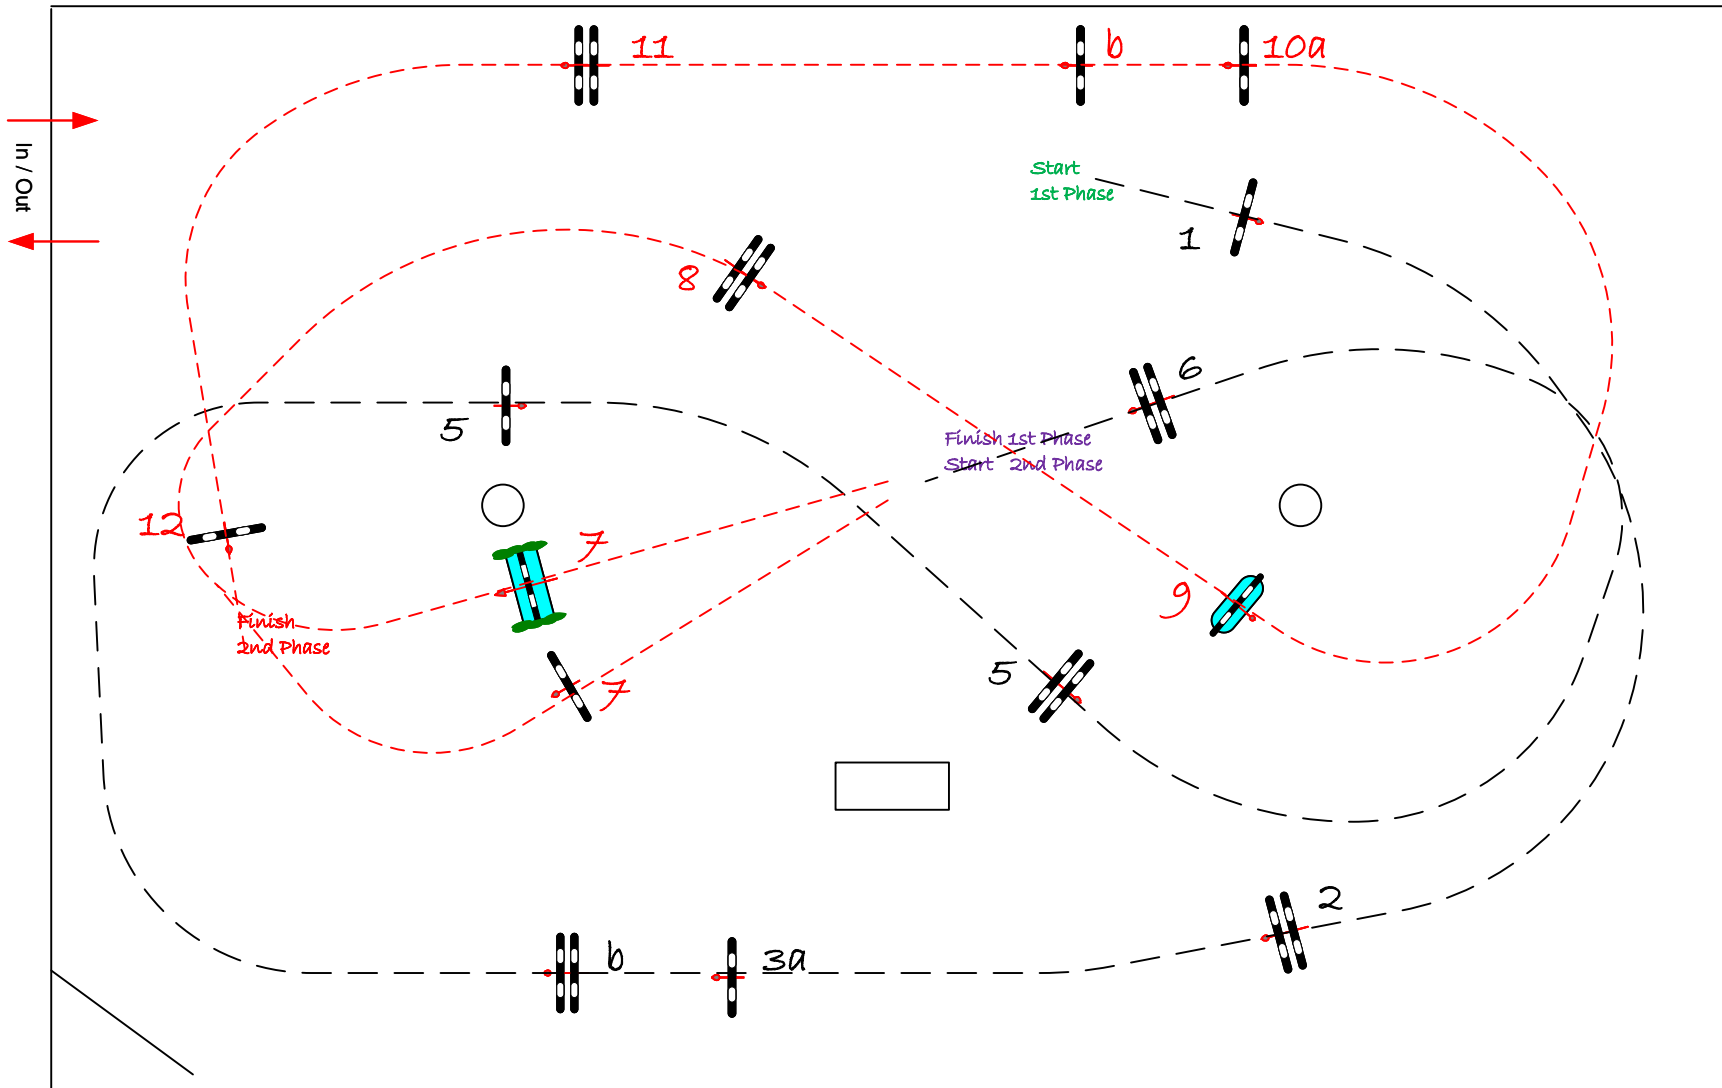 11
b
10a
In / Out
Start
1st Phase
1
8
6
5
Finish 1st Phase
Start 2nd Phase
12
7
9
Finish
2nd Phase
5
7
2
b
3a